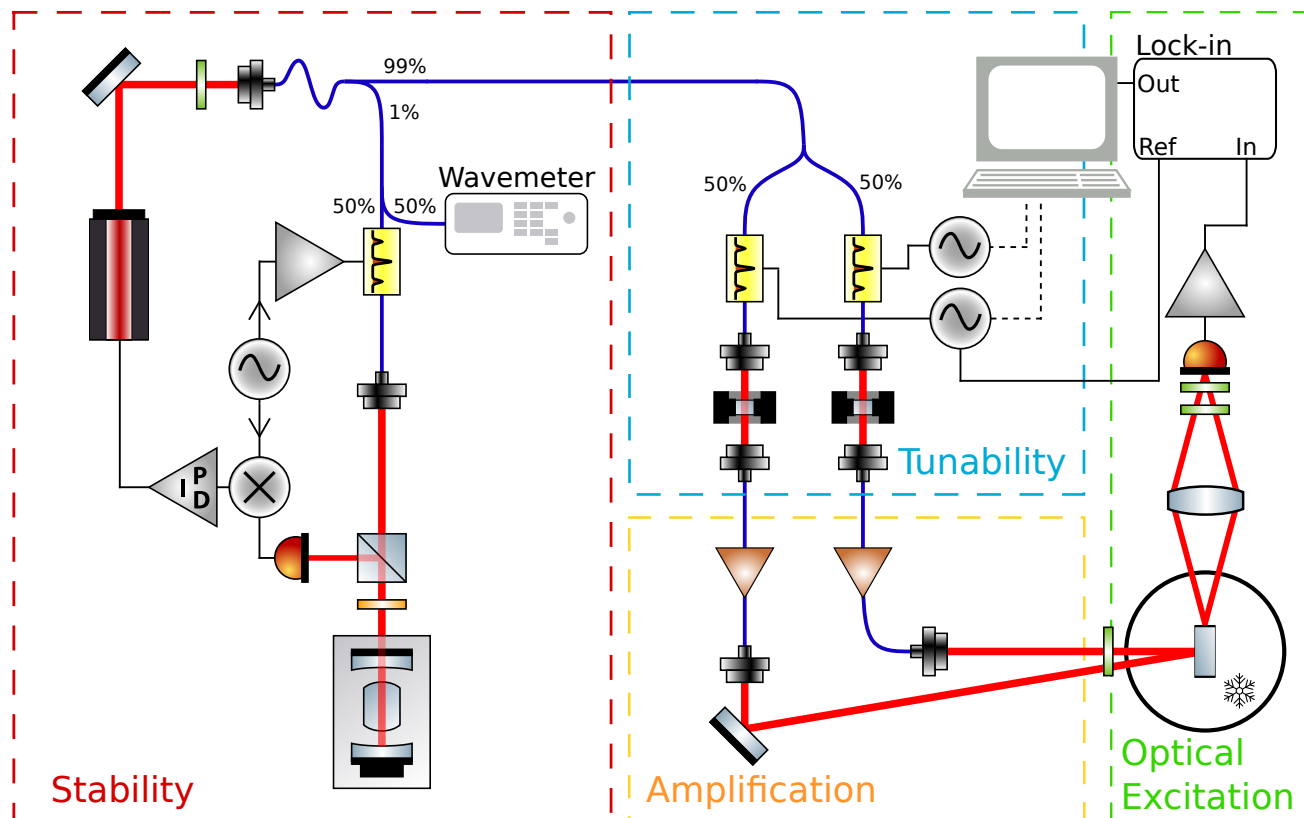 99%
1%
Wavemeter
50%
50%
P
I
D
Stability
50%
50%
Tunability
Amplification
Lock-in
Out
Ref
In
Optical
Excitation